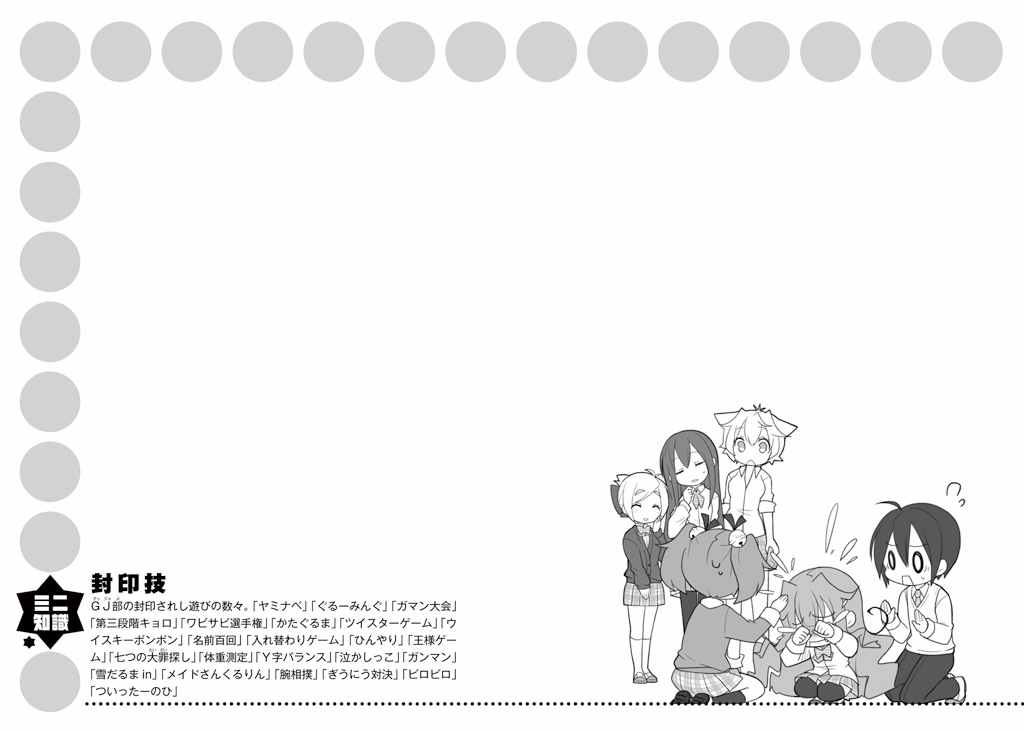 ミニ
知識
封印技
GJ部の封印されし遊びの数々。「ヤミナベ」「ぐるーみんぐ」「ガマン大会」
「第三段階キョロ」「ワビサビ選手権」「かたぐるま」「ツイスターゲーム」「ウ
イスキーボンボン」「名前百回」「入れ替わりゲーム」「ひんやり」「王様ゲー
ム」「七つの大罪探し」「体重測定」「Y字バランス」「泣かしっこ」「ガンマン」
「雪だるま in」「メイドさんくるりん」「腕相撲」「ぎうにう対決」「ピロピロ」
「ついったーのひ」